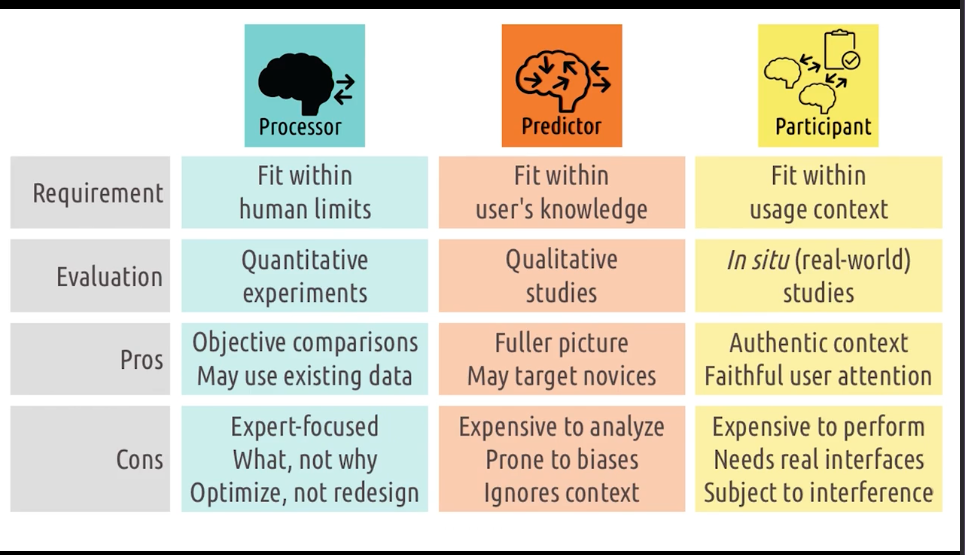 Processor
Predictor
Participant
Requirement
Fit within
human limits
Fit within
user's knowledge
Fit within
usage context
Evaluation
Quantitative
experiments
Qualitative
studies
In situ (real-world)
studies
Pros
Objective comparisons
May use existing data
Fuller picture
May target novices
Authentic context
Faithful user attention
Cons
Expert-focused
What, not why
Optimize, not redesign
Expensive to analyze
Prone to biases
Ignores context
Expensive to perform
Needs real interfaces
Subject to interference